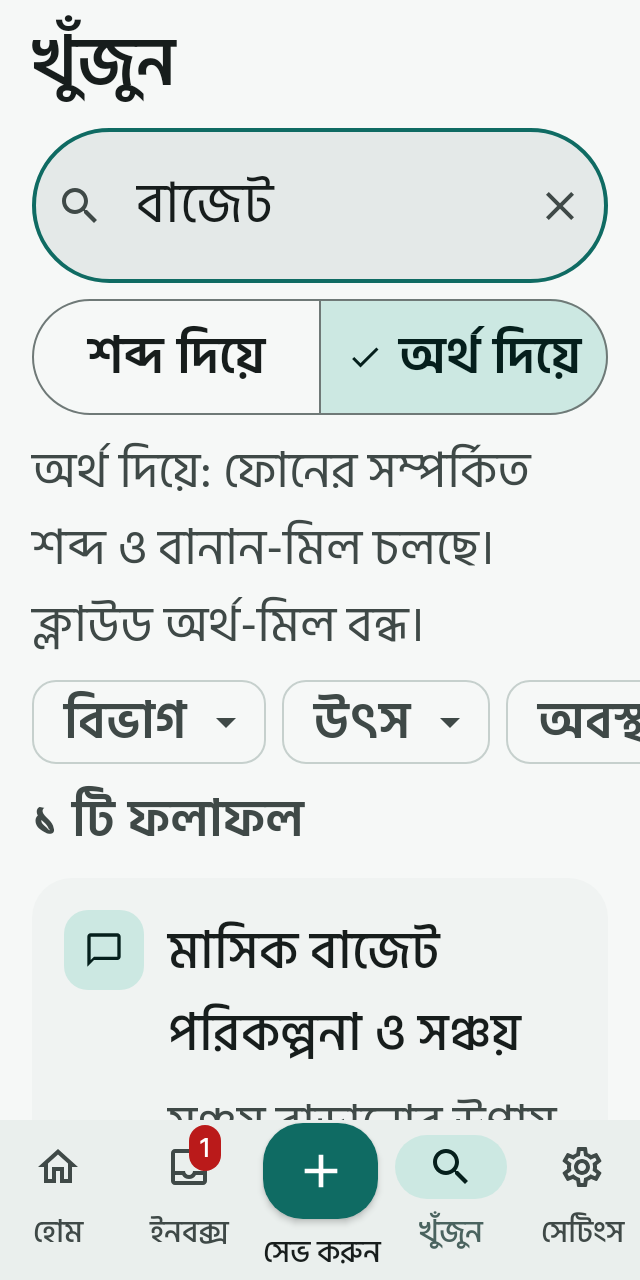 খুঁজুন
বাজেট
শব্দ দিয়ে
অর্থ দিয়ে
অর্থ দিয়ে: ফোনের সম্পর্কিত
শব্দ ও বানান-মিল চলছে।
ক্লাউড অর্থ-মিল বন্ধ।
বিভাগ
উৎস
১ টি ফলাফল
মাসিক বাজেট
পরিকল্পনা ও সঞ্চয়
1
হোম
ইনবক্স
সেভ করুন
খুঁজুন
সেটিংস